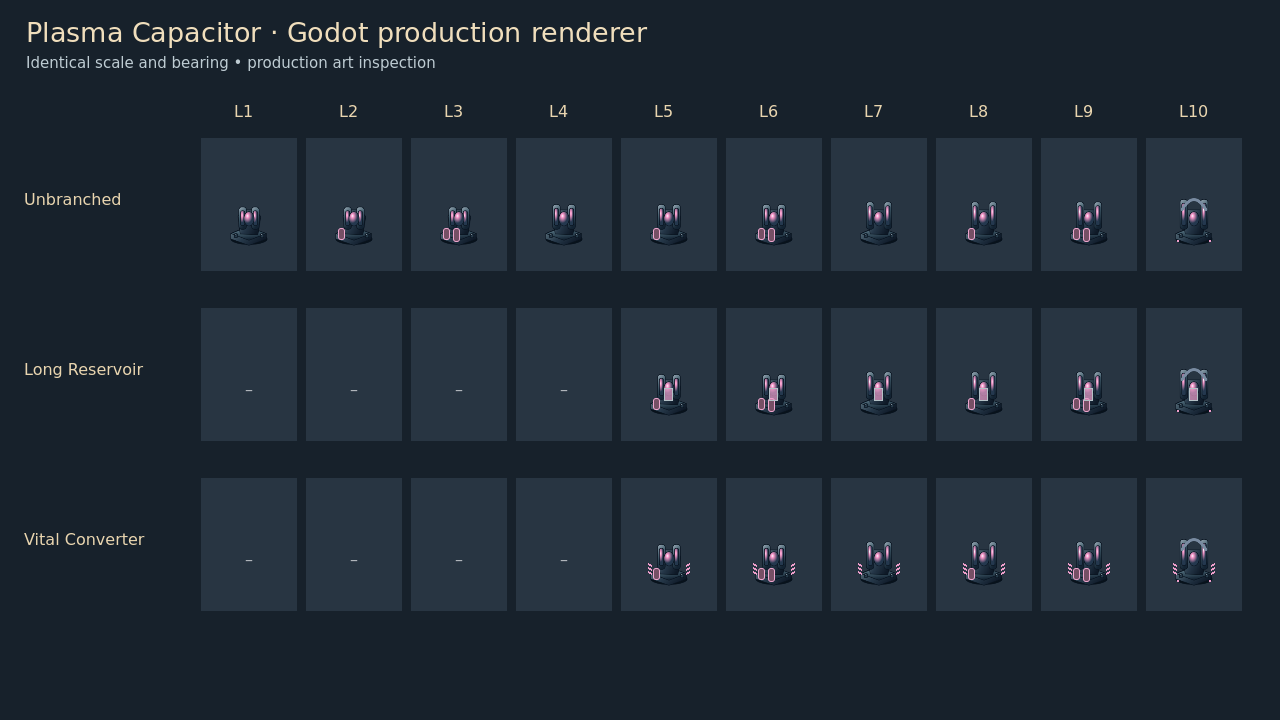 Plasma Capacitor · Godot production renderer
Identical scale and bearing • production art inspection
L1 L2 L3 L4 L5 L6 L7 L8 L9 L10
Unbranched
Long Reservoir
– – – –
Vital Converter
– – – –